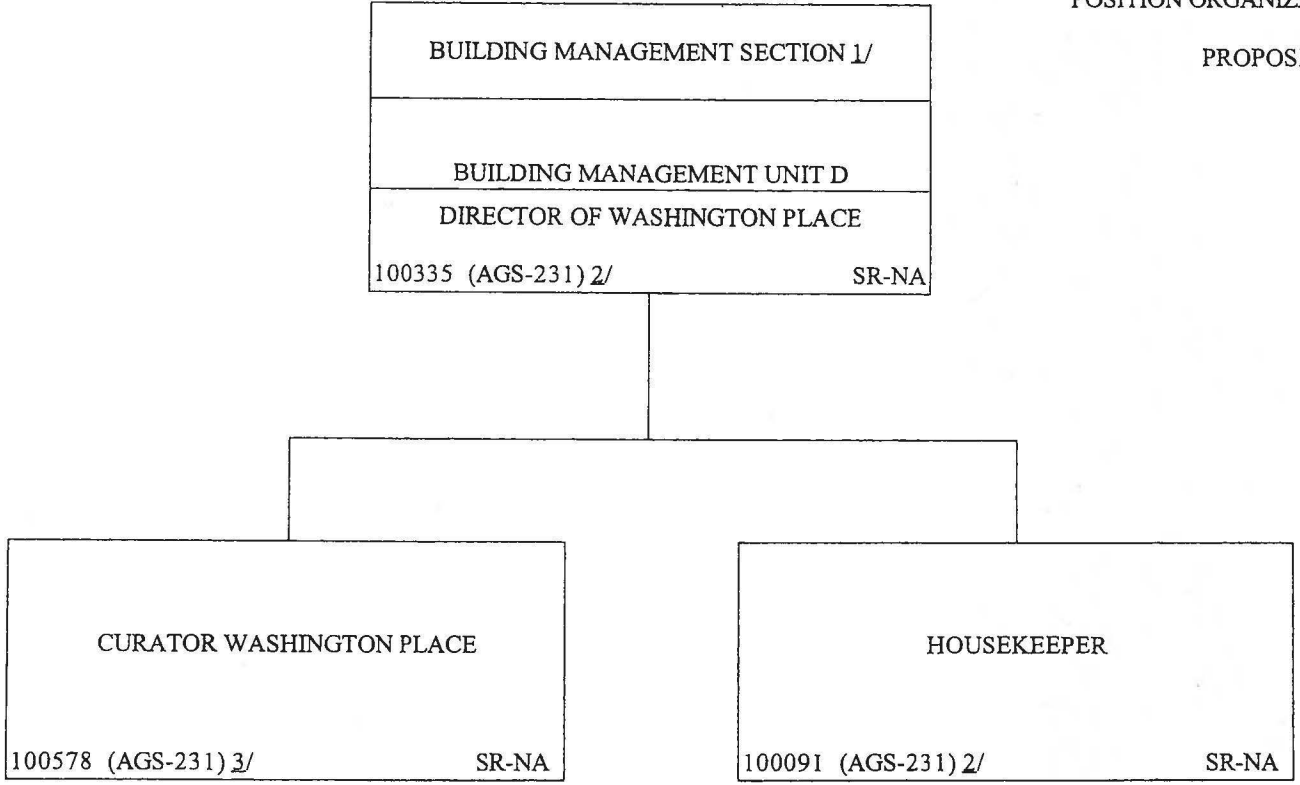 POSITION ORGANIZ
PROPOS
BUILDING MANAGEMENT SECTION 1/
BUILDING MANAGEMENT UNIT D
DIRECTOR OF WASHINGTON PLACE
100335 (AGS-231) 2/ SR-NA
CURATOR WASHINGTON PLACE
100578 (AGS-231) 3/ SR-NA
HOUSEKEEPER
100091 (AGS-231) 2/ SR-NA